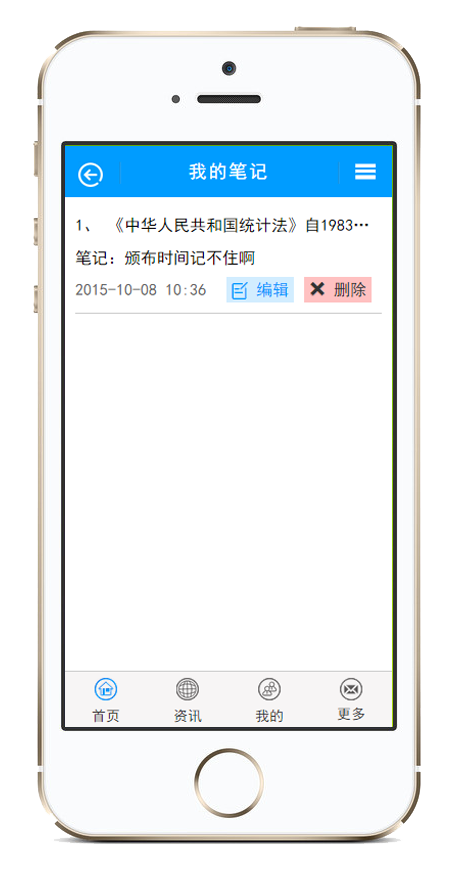 我的笔记
1、 《中华人民共和国统计法》自1983…
笔记：颁布时间记不住啊
2015-10-08 10:36 编辑 删除
首页 资讯 我的 更多